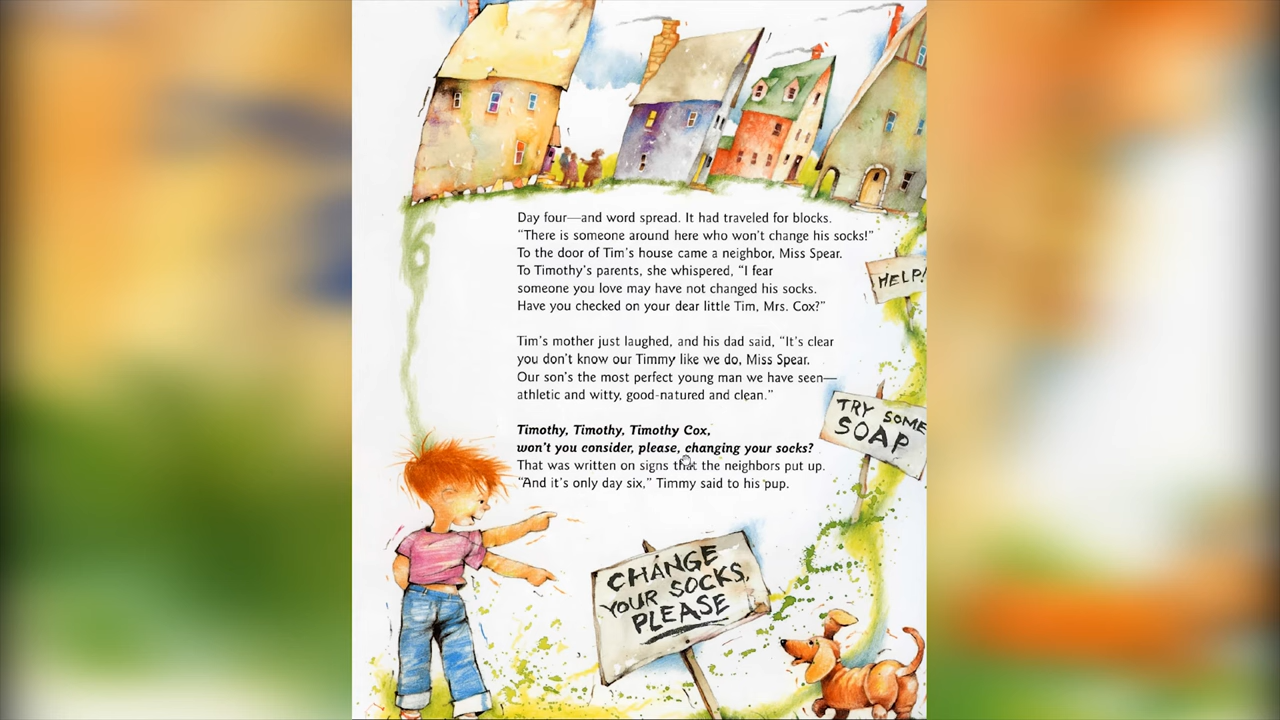 Day four—and word spread. It had traveled for blocks.
“There is someone around here who won’t change his socks!”
To the door of Tim’s house came a neighbor, Miss Spear.
To Timothy’s parents, she whispered, “I fear
someone you love may have not changed his socks.
Have you checked on your dear little Tim, Mrs. Cox?”
HELP!
Tim’s mother just laughed, and his dad said, “It’s clear
you don’t know our Timmy like we do, Miss Spear.
Our son’s the most perfect young man we have seen—
athletic and witty, good-natured and clean.”
TRY SOME
SOAP
Timothy, Timothy, Timothy Cox,
won’t you consider, please, changing your socks?
That was written on signs that the neighbors put up.
“And it’s only day six,” Timmy said to his pup.
CHANGE
YOUR SOCKS,
PLEASE